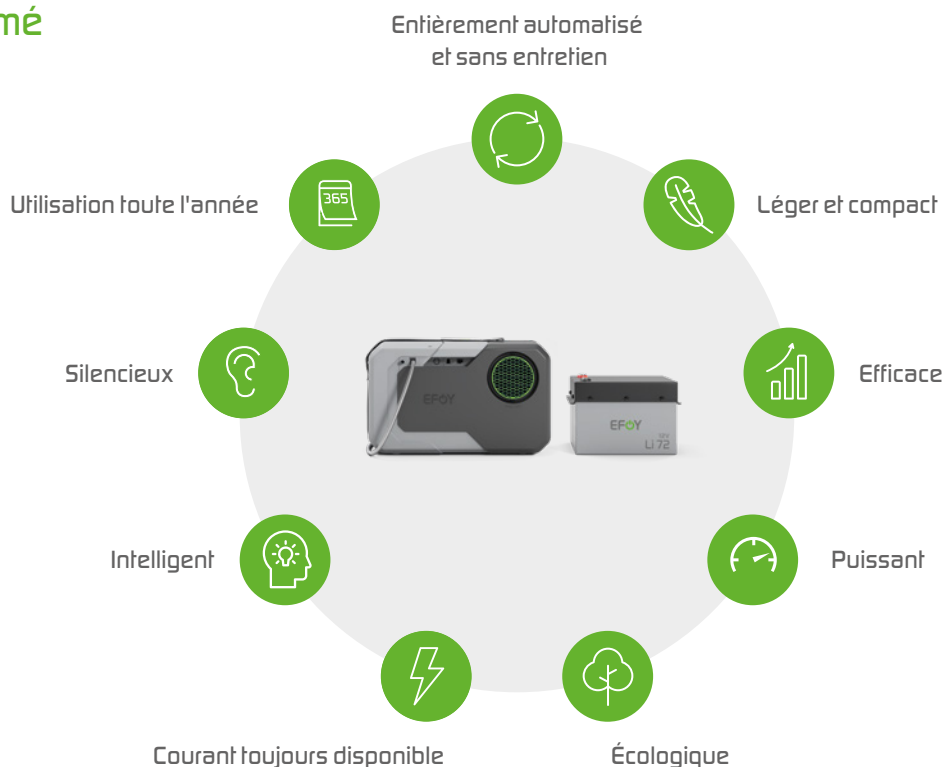 mé
Entièrement automatisé
et sans entretien
365
Utilisation toute l'année
Léger et compact
Silencieux
Efficace
EFOY
EFOY
12V
Li 72
Intelligent
Puissant
Courant toujours disponible
Écologique